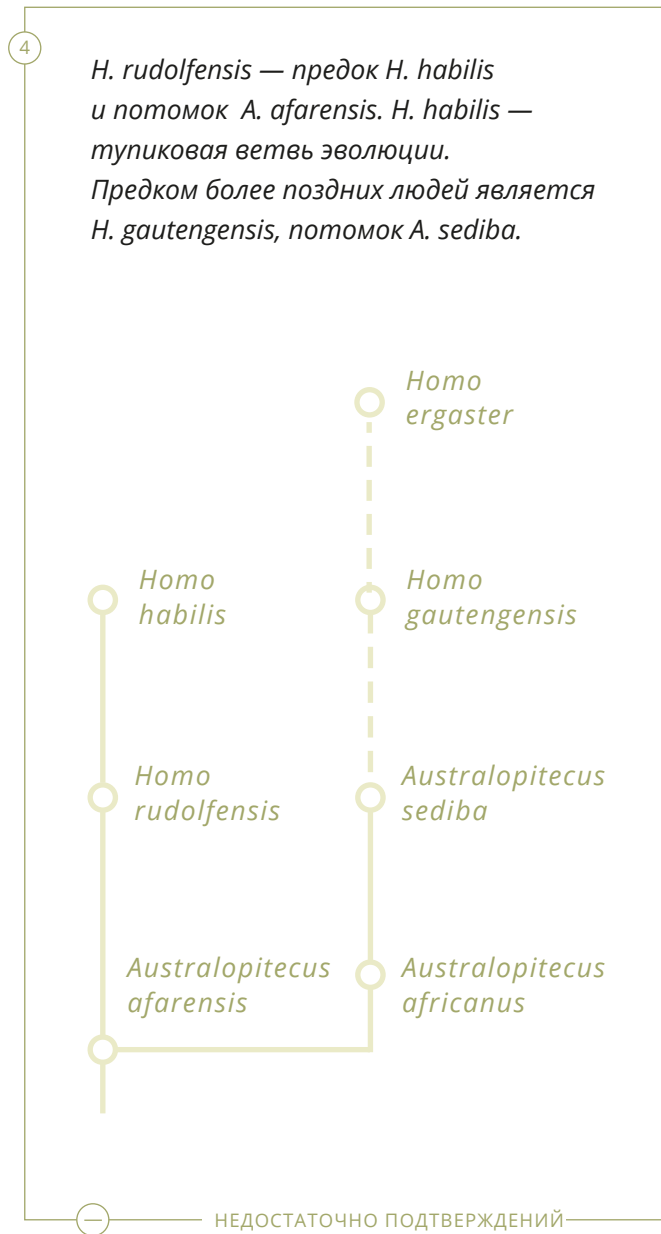 4
H. rudolfensis — предок H. habilis
и потомок A. afarensis. H. habilis —
тупиковая ветвь эволюции.
Предком более поздних людей является
H. gautengensis, потомок A. sediba.
Homo
ergaster
Homo
habilis
Homo
gautengensis
Homo
rudolfensis
Australopitecus
sediba
Australopitecus
afarensis
Australopitecus
africanus
НЕДОСТАТОЧНО ПОДТВЕРЖДЕНИЙ